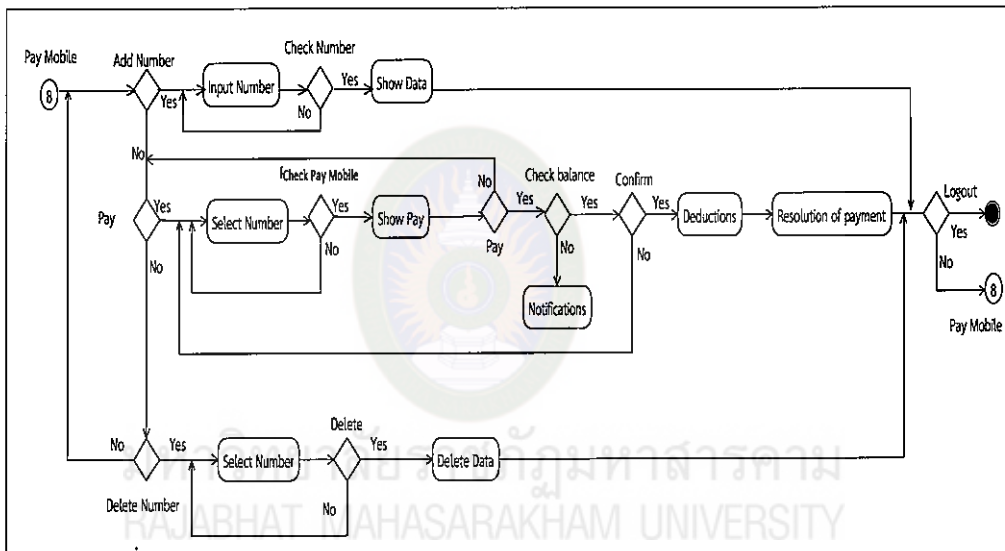 Pay Mobile
Add Number
Check Number
8
Yes
Input Number
Yes
Show Data
No
No
Check Pay Mobile
No
Check balance
Confirm
Logout
Pay
Yes
Select Number
Yes
Show Pay
Yes
Yes
Yes
Deductions
Resolution of payment
Yes
No
Pay
No
No
No
No
8
Notifications
Pay Mobile
Delete
No
Yes
Select Number
Yes
Delete Data
มหาวิทยาลัยราชภัฏมหาสารคาม
Delete Number
No
RAJABHAT MAHASARAKHAM UNIVERSITY